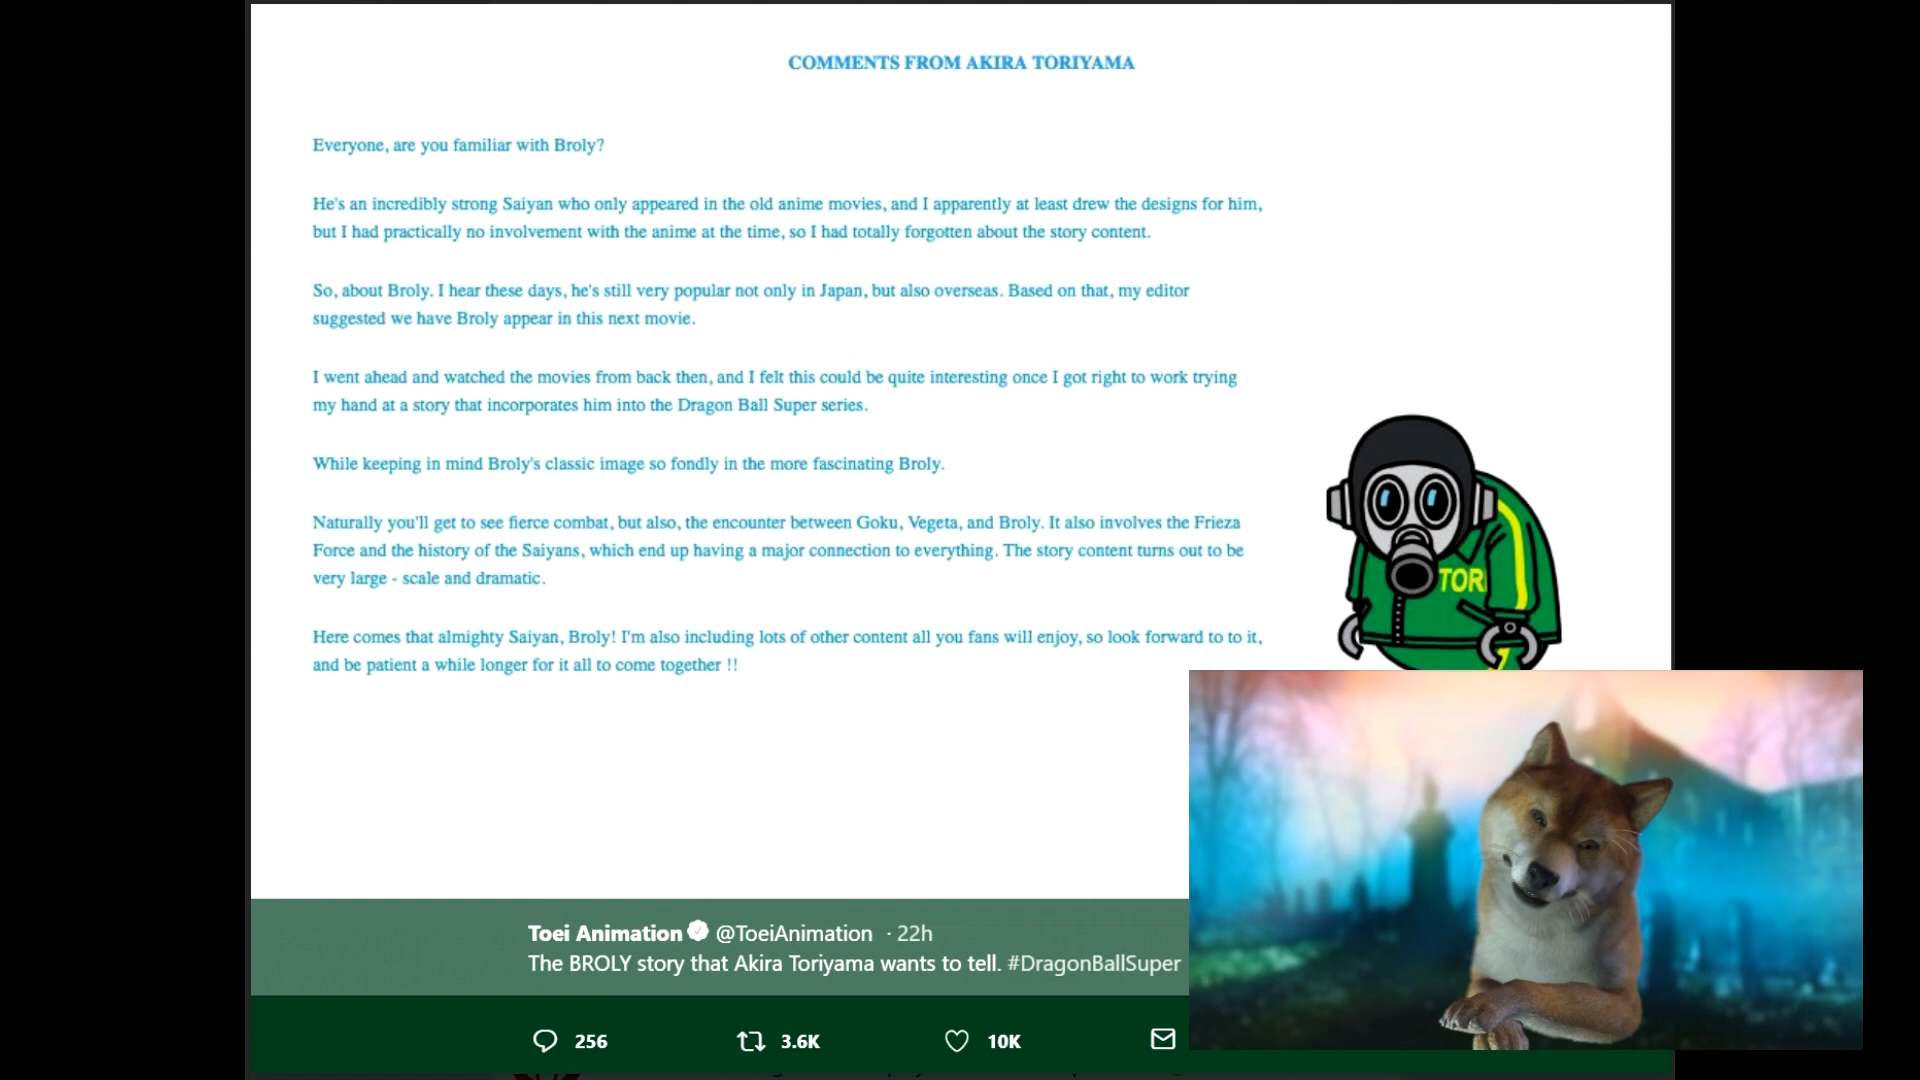 COMMENTS FROM AKIRA TORIYAMA
Everyone, are you familiar with Broly?
He's an incredibly strong Saiyan who only appeared in the old anime movies, and I apparently at least drew the designs for him,
but I had practically no involvement with the anime at the time, so I had totally forgotten about the story content.
So, about Broly. I hear these days, he's still very popular not only in Japan, but also overseas. Based on that, my editor
suggested we have Broly appear in this next movie.
I went ahead and watched the movies from back then, and I felt this could be quite interesting once I got right to work trying
my hand at a story that incorporates him into the Dragon Ball Super series.
While keeping in mind Broly's classic image so fondly in the more fascinating Broly.
Naturally you'll get to see fierce combat, but also, the encounter between Goku, Vegeta, and Broly. It also involves the Frieza
Force and the history of the Saiyans, which end up having a major connection to everything. The story content turns out to be
very large - scale and dramatic.
TOR
Here comes that almighty Saiyan, Broly! I'm also including lots of other content all you fans will enjoy, so look forward to to it,
and be patient a while longer for it all to come together !!
Toei Animation @ToeiAnimation · 22h
The BROLY story that Akira Toriyama wants to tell. #DragonBallSuper
256 3.6K 10K